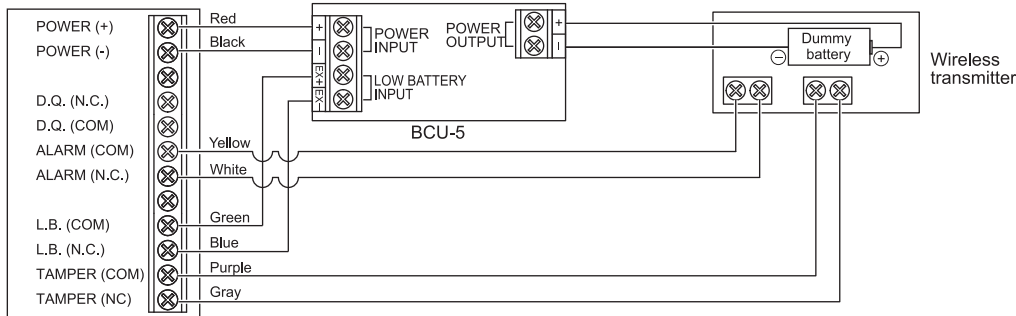 POWER (+)
POWER (-)
D.Q. (N.C.)
D.Q. (COM)
ALARM (COM)
ALARM (N.C.)
L.B. (COM)
L.B. (N.C.)
TAMPER (COM)
TAMPER (NC)
Red
Black
Yellow
White
Green
Blue
Purple
Gray
+
−
EX+
EX−
POWER
INPUT
LOW BATTERY
INPUT
POWER
OUTPUT
+
−
BCU-5
Dummy
battery
−
+
Wireless
transmitter